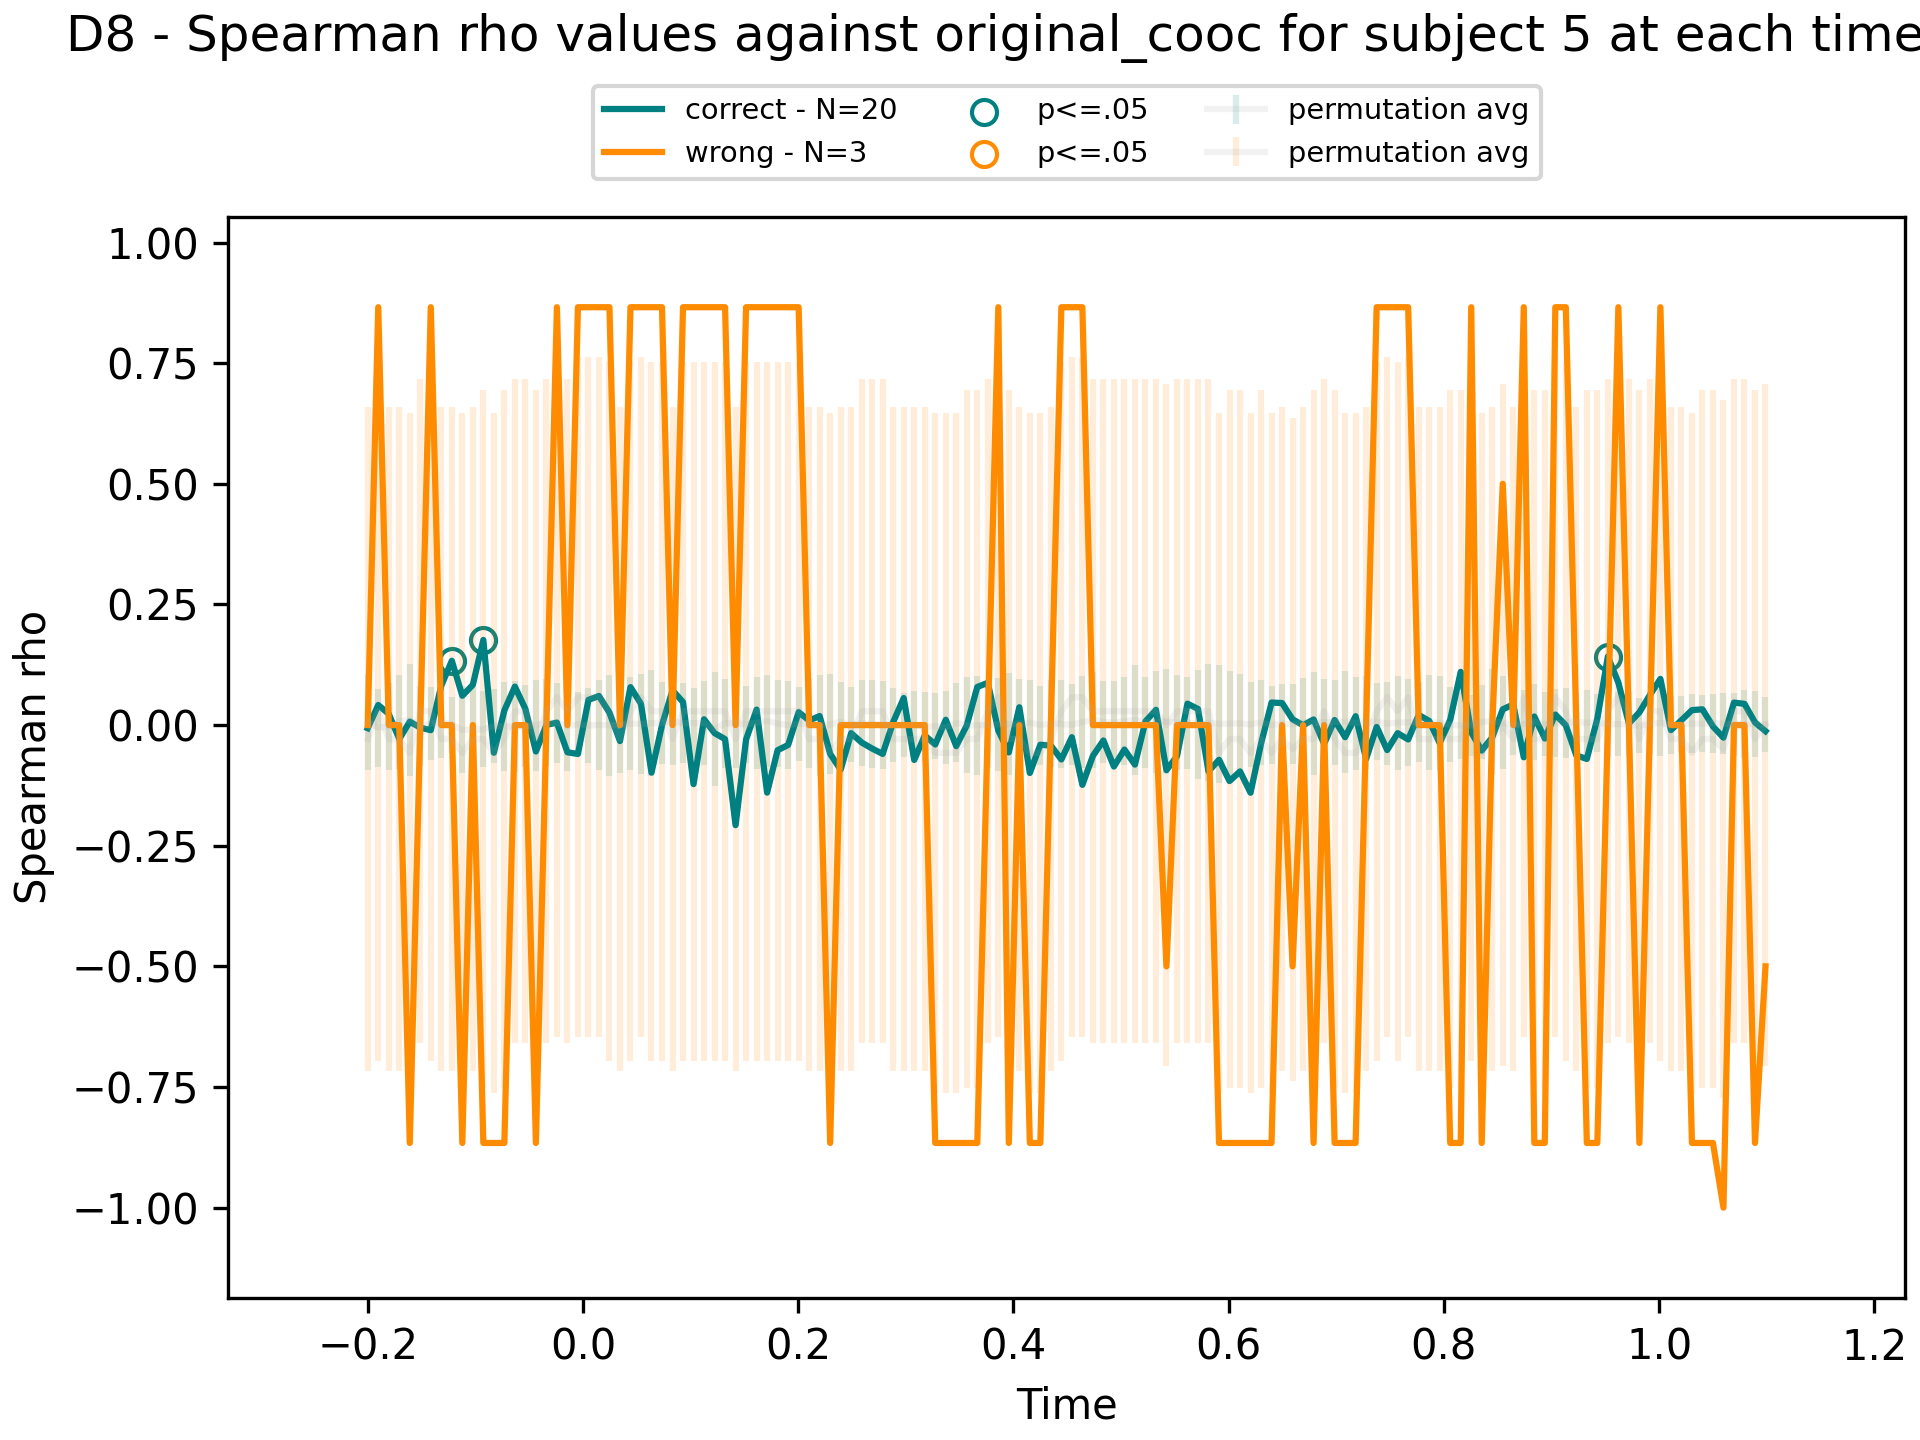 D8 - Spearman rho values against original_cooc for subject 5 at each time
correct - N=20 p<=.05 permutation avg
wrong - N=3 p<=.05 permutation avg
1.00
0.75
0.50
0.25
0.00
−0.25
−0.50
−0.75
−1.00
Spearman rho
−0.2 0.0 0.2 0.4 0.6 0.8 1.0 1.2
Time